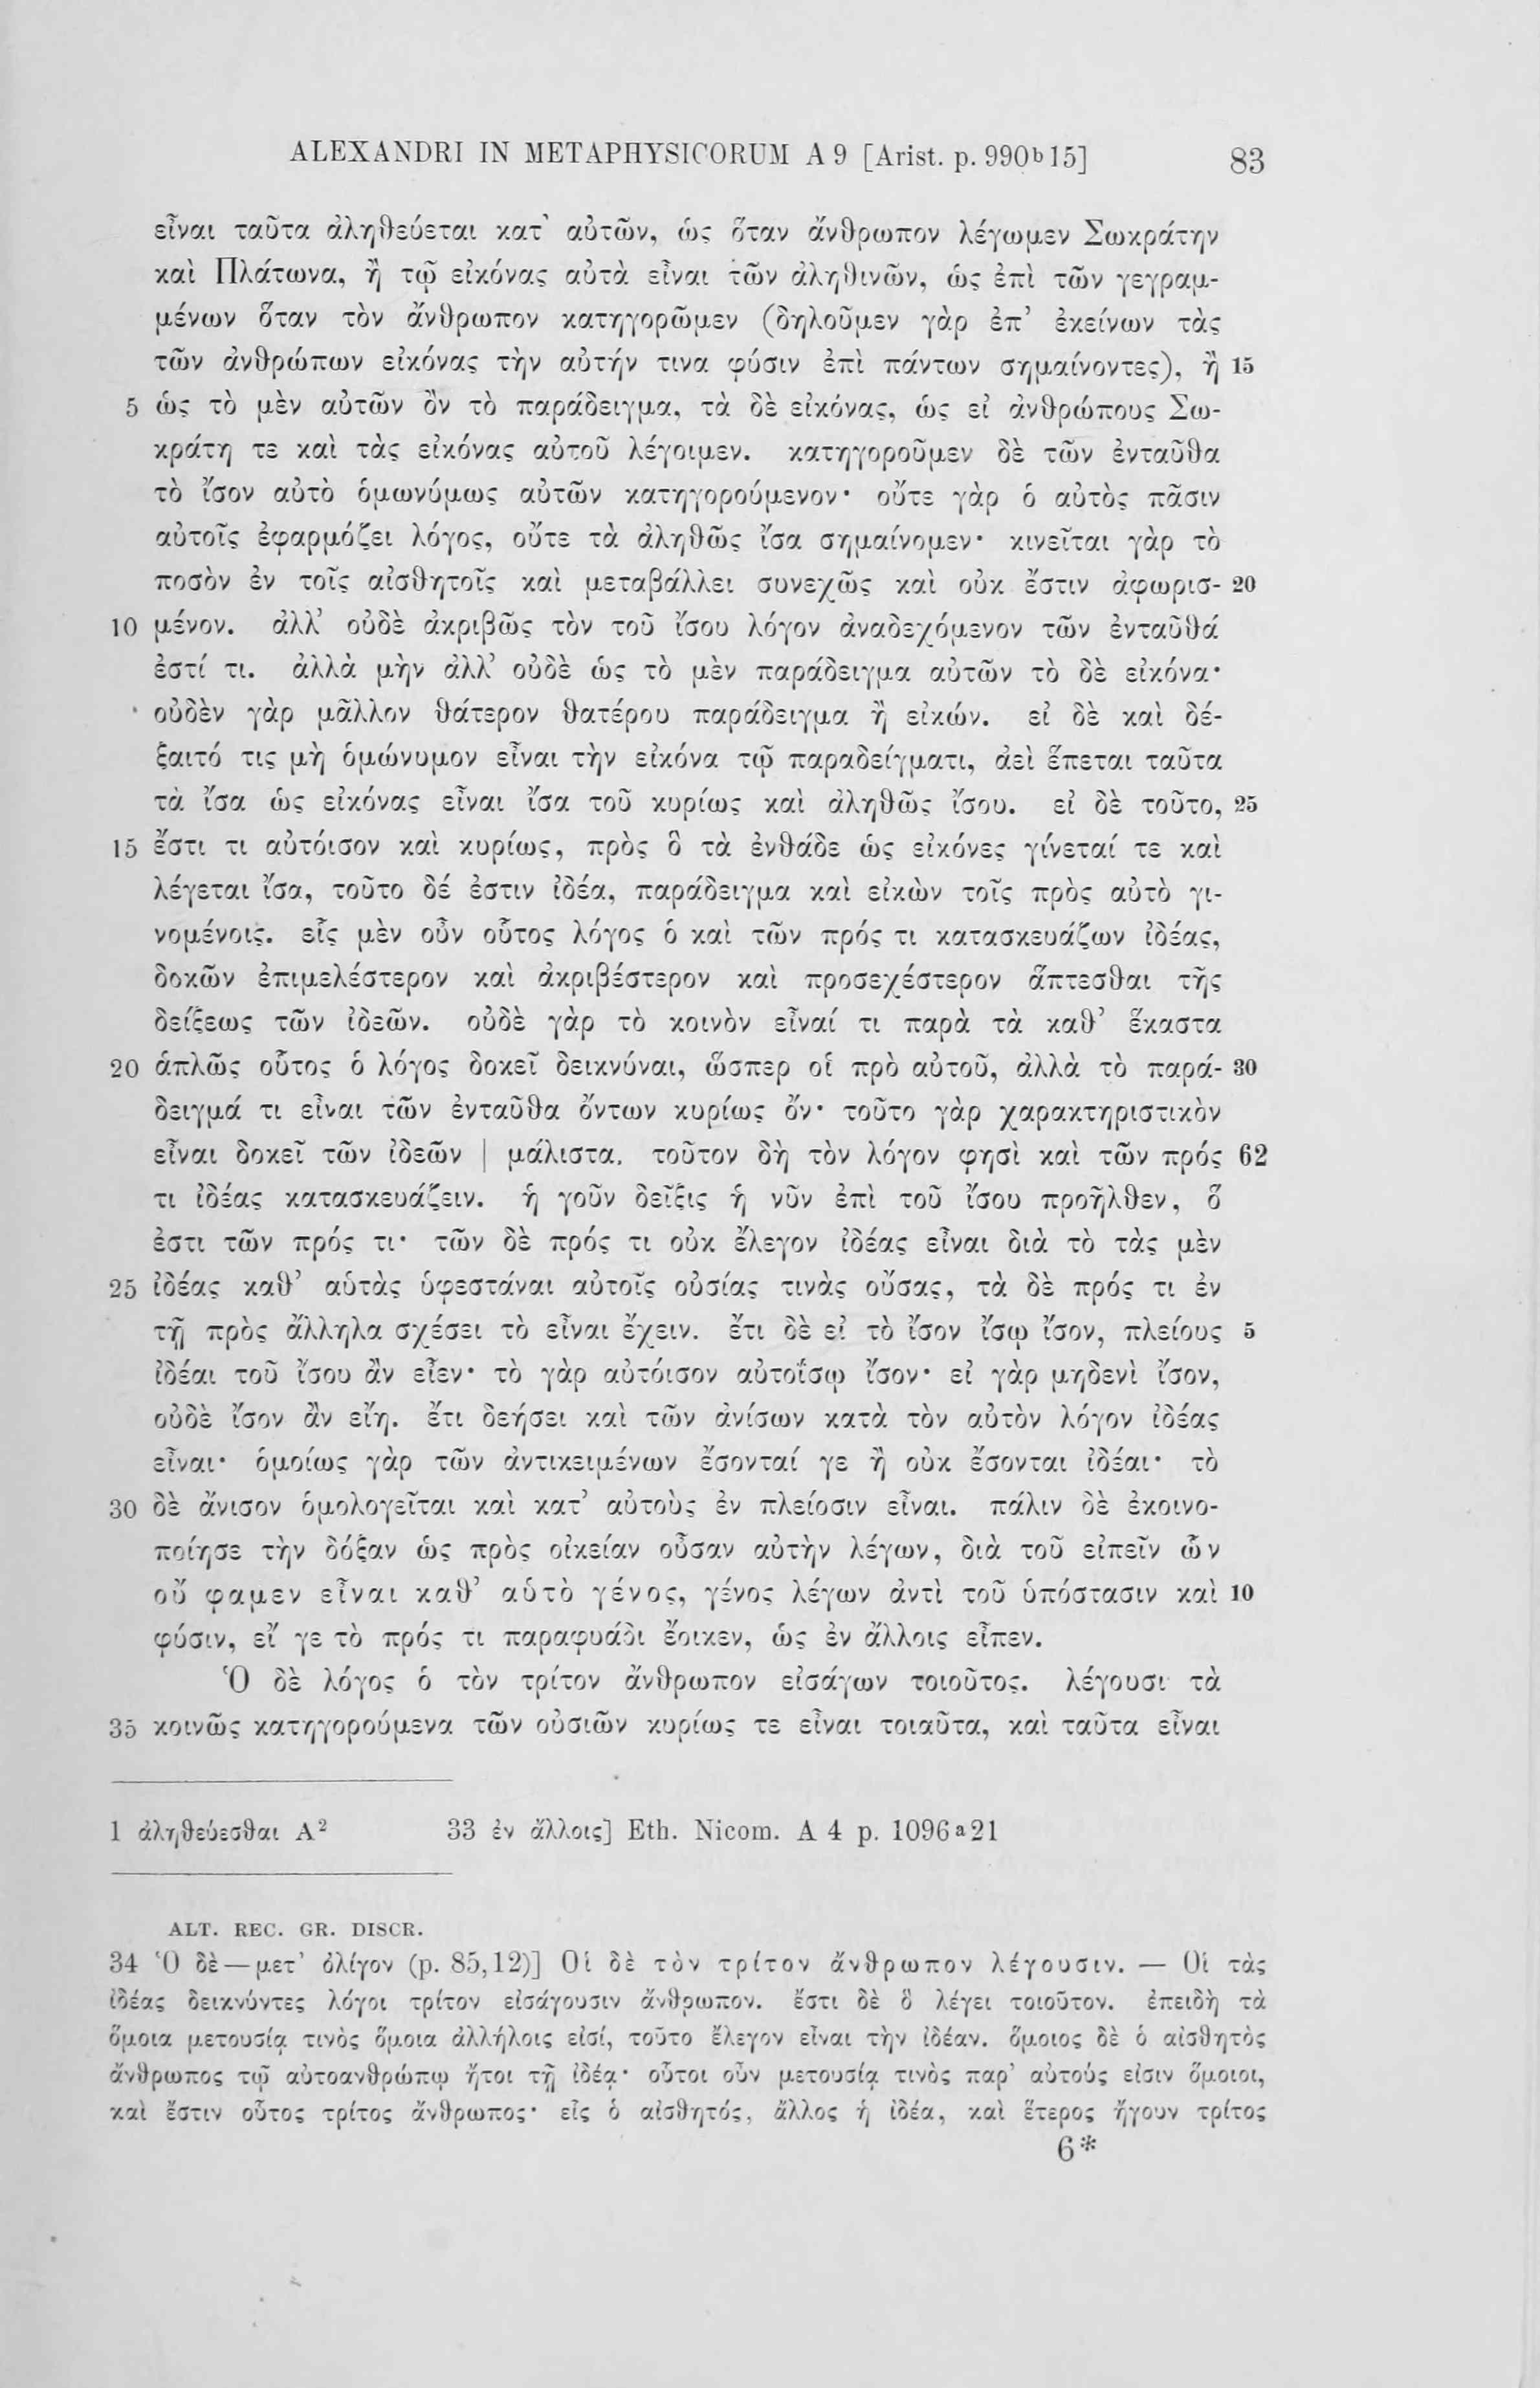 ALEXANDRI IN METAPHYSICORUM A 9 [Arist. p. 990ᵇ15] 83
εἶναι ταῦτα ἀληθεύεται κατ᾽ αὐτῶν, ὡς ὅταν ἄνθρωπον λέγωμεν Σωκράτην
καὶ Πλάτωνα, ἢ τῷ εἰκόνας αὐτὰ εἶναι τῶν ἀληθινῶν, ὡς ἐπὶ τῶν γεγραμ-
μένων ὅταν τὸν ἄνθρωπον κατηγορῶμεν (δηλοῦμεν γὰρ ἐπ᾽ ἐκείνων τὰς
τῶν ἀνθρώπων εἰκόνας τὴν αὐτήν τινα φύσιν ἐπὶ πάντων σημαίνοντες), ἢ 15
5 ὡς τὸ μὲν αὐτῶν ὂν τὸ παράδειγμα, τὰ δὲ εἰκόνας, ὡς εἰ ἀνθρώπους Σω-
κράτη τε καὶ τὰς εἰκόνας αὐτοῦ λέγοιμεν. κατηγοροῦμεν δὲ τῶν ἐνταῦθα
τὸ ἴσον αὐτὸ ὁμωνύμως αὐτῶν κατηγορούμενον· οὔτε γὰρ ὁ αὐτὸς πᾶσιν
αὐτοῖς ἐφαρμόζει λόγος, οὔτε τὰ ἀληθῶς ἴσα σημαίνομεν· κινεῖται γὰρ τὸ
ποσὸν ἐν τοῖς αἰσθητοῖς καὶ μεταβάλλει συνεχῶς καὶ οὐκ ἔστιν ἀφωρισ- 20
10 μένον. ἀλλ᾽ οὐδὲ ἀκριβῶς τὸν τοῦ ἴσου λόγον ἀναδεχόμενον τῶν ἐνταῦθά
ἐστί τι. ἀλλὰ μὴν ἀλλ᾽ οὐδὲ ὡς τὸ μὲν παράδειγμα αὐτῶν τὸ δὲ εἰκόνα·
οὐδὲν γὰρ μᾶλλον θάτερον θατέρου παράδειγμα ἢ εἰκών. εἰ δὲ καὶ δέ-
ξαιτό τις μὴ ὁμώνυμον εἶναι τὴν εἰκόνα τῷ παραδείγματι, ἀεὶ ἕπεται ταῦτα
τὰ ἴσα ὡς εἰκόνας εἶναι ἴσα τοῦ κυρίως καὶ ἀληθῶς ἴσου. εἰ δὲ τοῦτο, 25
15 ἔστι τι αὐτόισον καὶ κυρίως, πρὸς ὃ τὰ ἐνθάδε ὡς εἰκόνες γίνεταί τε καὶ
λέγεται ἴσα, τοῦτο δέ ἐστιν ἰδέα, παράδειγμα καὶ εἰκὼν τοῖς πρὸς αὐτὸ γι-
νομένοις. εἷς μὲν οὖν οὗτος λόγος ὁ καὶ τῶν πρός τι κατασκευάζων ἰδέας,
δοκῶν ἐπιμελέστερον καὶ ἀκριβέστερον καὶ προσεχέστερον ἅπτεσθαι τῆς
δείξεως τῶν ἰδεῶν. οὐδὲ γὰρ τὸ κοινὸν εἶναί τι παρὰ τὰ καθ᾽ ἕκαστα
20 ἁπλῶς οὗτος ὁ λόγος δοκεῖ δεικνύναι, ὥσπερ οἱ πρὸ αὐτοῦ, ἀλλὰ τὸ παρά- 30
δειγμά τι εἶναι τῶν ἐνταῦθα ὄντων κυρίως ὄν· τοῦτο γὰρ χαρακτηριστικὸν
εἶναι δοκεῖ τῶν ἰδεῶν | μάλιστα. τοῦτον δὴ τὸν λόγον φησὶ καὶ τῶν πρός 62
τι ἰδέας κατασκευάζειν. ἡ γοῦν δεῖξις ἡ νῦν ἐπὶ τοῦ ἴσου προῆλθεν, ὅ
ἐστι τῶν πρός τι· τῶν δὲ πρός τι οὐκ ἔλεγον ἰδέας εἶναι διὰ τὸ τὰς μὲν
25 ἰδέας καθ᾽ αὑτὰς ὑφεστάναι αὐτοῖς οὐσίας τινὰς οὔσας, τὰ δὲ πρός τι ἐν
τῇ πρὸς ἄλληλα σχέσει τὸ εἶναι ἔχειν. ἔτι δὲ εἰ τὸ ἴσον ἴσῳ ἴσον, πλείους 5
ἰδέαι τοῦ ἴσου ἂν εἶεν· τὸ γὰρ αὐτόισον αὐτοΐσῳ ἴσον· εἰ γὰρ μηδενὶ ἴσον,
οὐδὲ ἴσον ἂν εἴη. ἔτι δεήσει καὶ τῶν ἀνίσων κατὰ τὸν αὐτὸν λόγον ἰδέας
εἶναι· ὁμοίως γὰρ τῶν ἀντικειμένων ἔσονταί γε ἢ οὐκ ἔσονται ἰδέαι· τὸ
30 δὲ ἄνισον ὁμολογεῖται καὶ κατ᾽ αὐτοὺς ἐν πλείοσιν εἶναι. πάλιν δὲ ἐκοινο-
ποίησε τὴν δόξαν ὡς πρὸς οἰκείαν οὖσαν αὐτὴν λέγων, διὰ τοῦ εἰπεῖν ὧν
οὔ φαμεν εἶναι καθ᾽ αὑτὸ γένος, γένος λέγων ἀντὶ τοῦ ὑπόστασιν καὶ 10
φύσιν, εἴ γε τὸ πρός τι παραφυάδι ἔοικεν, ὡς ἐν ἄλλοις εἶπεν.
Ὁ δὲ λόγος ὁ τὸν τρίτον ἄνθρωπον εἰσάγων τοιοῦτος. λέγουσι τὰ
35 κοινῶς κατηγορούμενα τῶν οὐσιῶν κυρίως τε εἶναι τοιαῦτα, καὶ ταῦτα εἶναι
1 ἀληθεύεσθαι A² 33 ἐν ἄλλοις] Eth. Nicom. A 4 p. 1096ᵃ21
ALT. REC. GR. DISCR.
34 Ὁ δὲ — μετ᾽ ὀλίγον (p. 85,12)] Οἱ δὲ τὸν τρίτον ἄνθρωπον λέγουσιν. — Οἱ τὰς
ἰδέας δεικνύντες λόγοι τρίτον εἰσάγουσιν ἄνθρωπον. ἔστι δὲ ὃ λέγει τοιοῦτον. ἐπειδὴ τὰ
ὅμοια μετουσίᾳ τινὸς ὅμοια ἀλλήλοις εἰσί, τοῦτο ἔλεγον εἶναι τὴν ἰδέαν. ὅμοιος δὲ ὁ αἰσθητὸς
ἄνθρωπος τῷ αὐτοανθρώπῳ ἤτοι τῇ ἰδέᾳ· οὗτοι οὖν μετουσίᾳ τινὸς παρ᾽ αὐτούς εἰσιν ὅμοιοι,
καὶ ἔστιν οὗτος τρίτος ἄνθρωπος· εἷς ὁ αἰσθητός, ἄλλος ἡ ἰδέα, καὶ ἕτερος ἤγουν τρίτος
6*